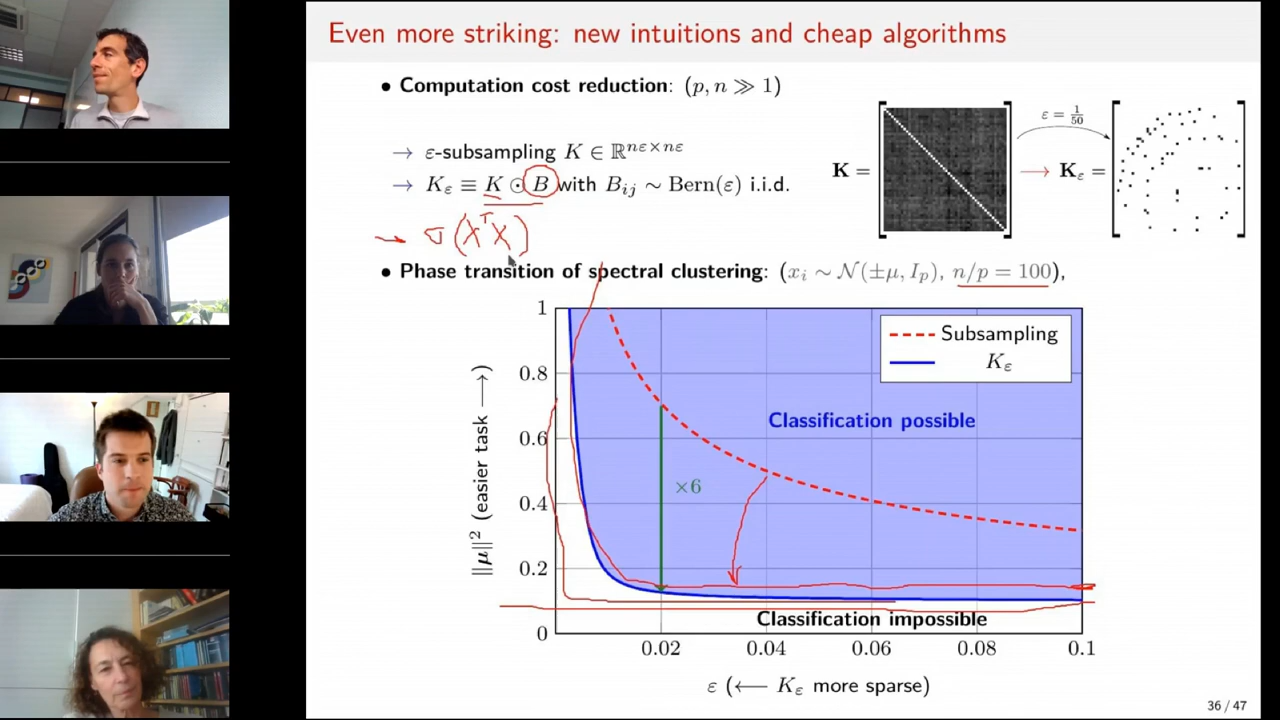 Even more striking: new intuitions and cheap algorithms
• Computation cost reduction: (p, n ≫ 1)
→ ε-subsampling K ∈ ℝ^{nε×nε}
→ K_ε ≡ K ⊙ B with B_{ij} ∼ Bern(ε) i.i.d.
K =
ε = 1/50
→ K_ε =
→ σ(X^T X)
• Phase transition of spectral clustering: (x_i ∼ 𝒩(±μ, I_p), n/p = 100),
Subsampling
K_ε
Classification possible
×6
Classification impossible
‖μ‖² (easier task ⟶)
1
0.8
0.6
0.4
0.2
0
0.02 0.04 0.06 0.08 0.1
ε (⟵ K_ε more sparse)
36 / 47